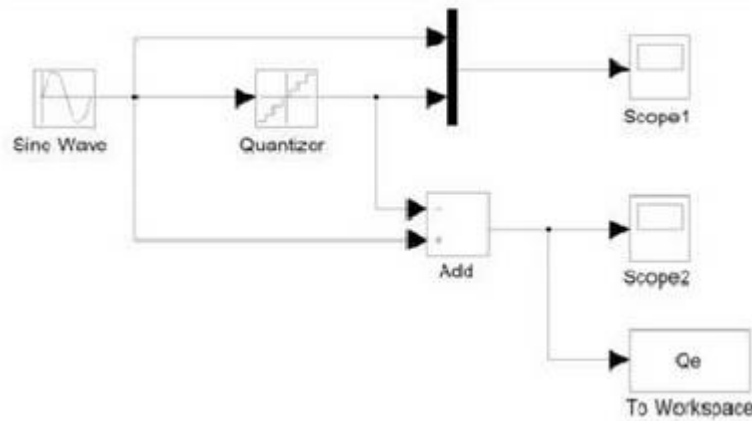 Scope1
Sine Wave
Quantizer
Add
Scope2
Qe
To Workspace